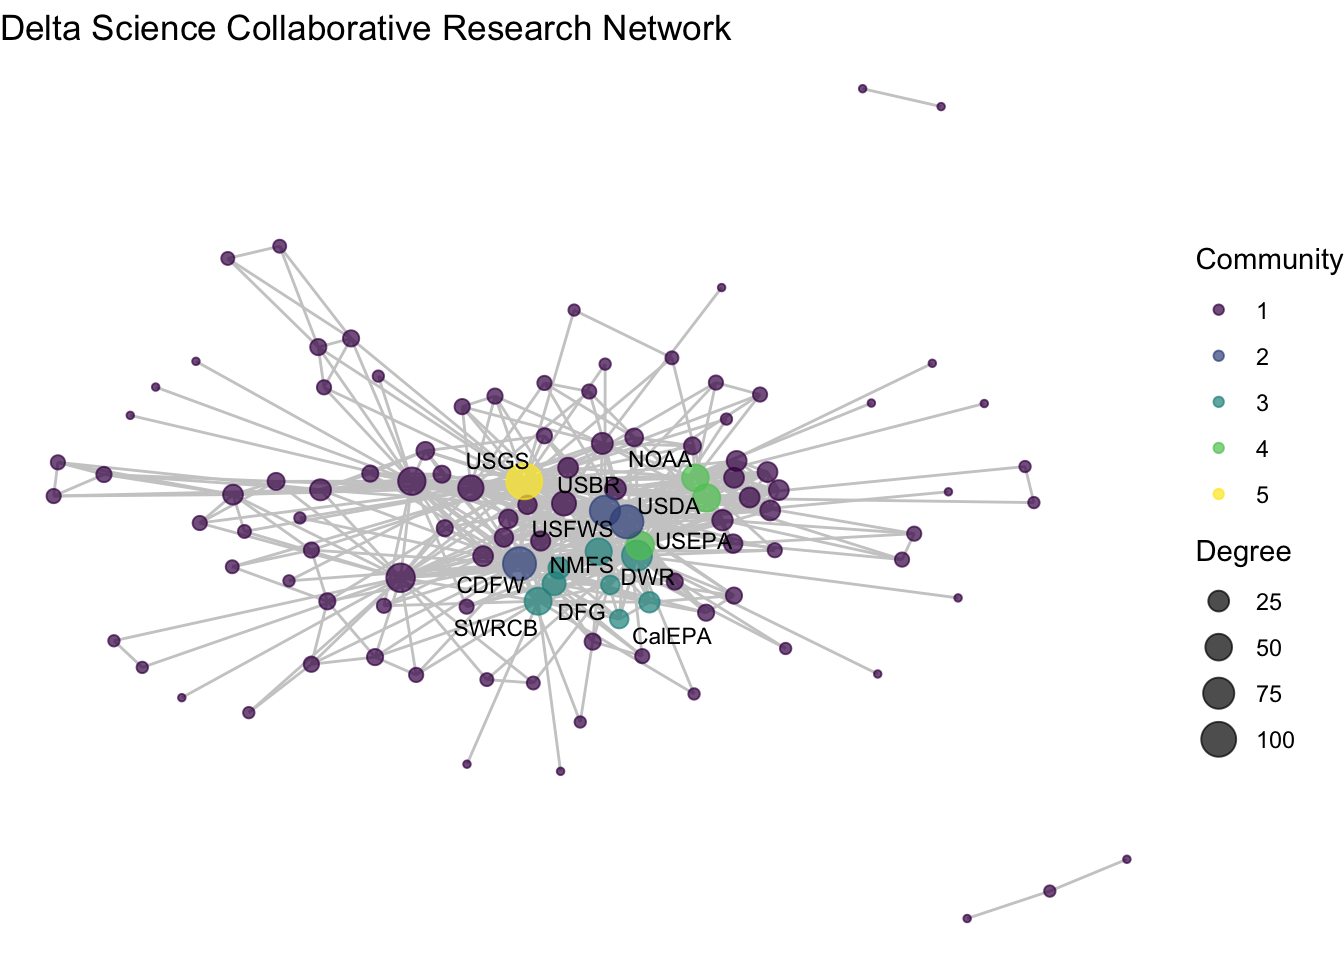 Delta Science Collaborative Research Network
USGS
NOAA
USBR
USDA
USFWS
USEPA
NMFS
DWR
CDFW
DFG
SWRCB
CalEPA
Community
1
2
3
4
5
Degree
25
50
75
100